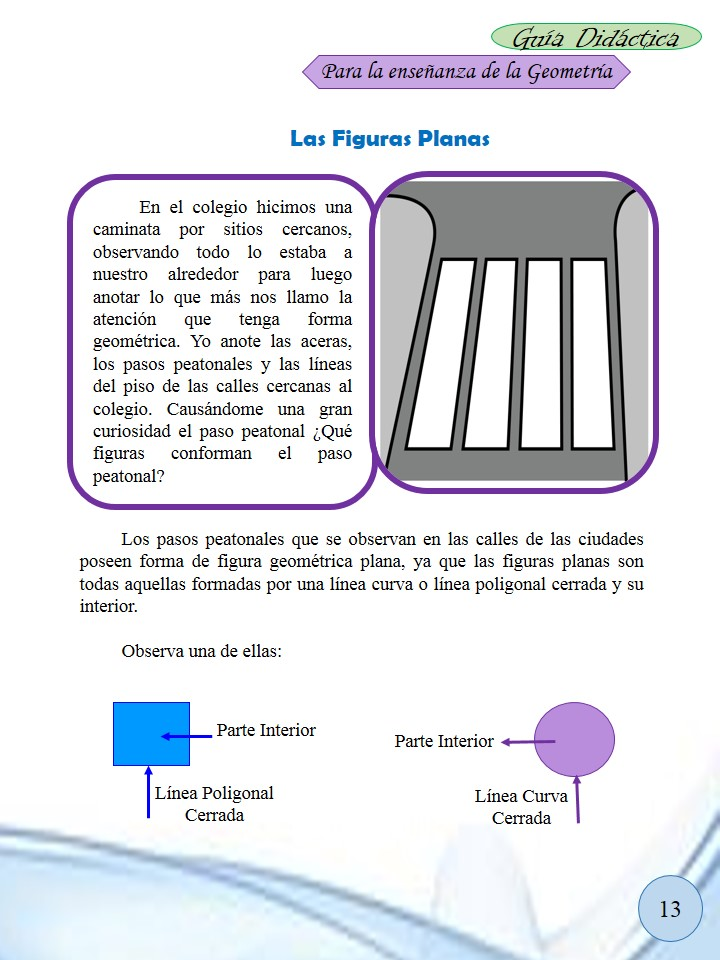 Guía Didáctica
Para la enseñanza de la Geometría
Las Figuras Planas
En el colegio hicimos una
caminata por sitios cercanos,
observando todo lo estaba a
nuestro alrededor para luego
anotar lo que más nos llamo la
atención que tenga forma
geométrica. Yo anote las aceras,
los pasos peatonales y las líneas
del piso de las calles cercanas al
colegio. Causándome una gran
curiosidad el paso peatonal ¿Qué
figuras conforman el paso
peatonal?
Los pasos peatonales que se observan en las calles de las ciudades
poseen forma de figura geométrica plana, ya que las figuras planas son
todas aquellas formadas por una línea curva o línea poligonal cerrada y su
interior.
Observa una de ellas:
Parte Interior
Línea Poligonal
Cerrada
Parte Interior
Línea Curva
Cerrada
13